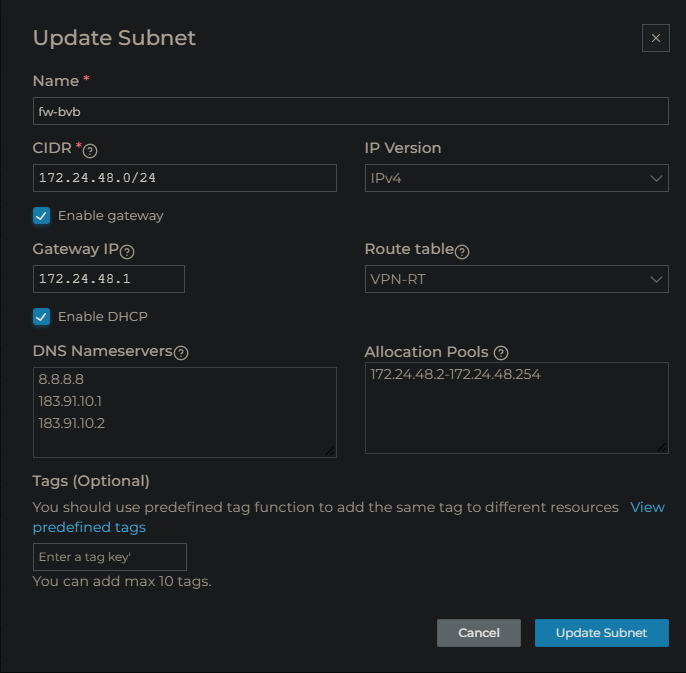 Update Subnet
Name *
fw-bvb
CIDR *
IP Version
172.24.48.0/24
IPv4
Enable gateway
Gateway IP
Route table
172.24.48.1
VPN-RT
Enable DHCP
DNS Nameservers
Allocation Pools
8.8.8.8
183.91.10.1
183.91.10.2
172.24.48.2-172.24.48.254
Tags (Optional)
You should use predefined tag function to add the same tag to different resources View
predefined tags
Enter a tag key'
You can add max 10 tags.
Cancel
Update Subnet